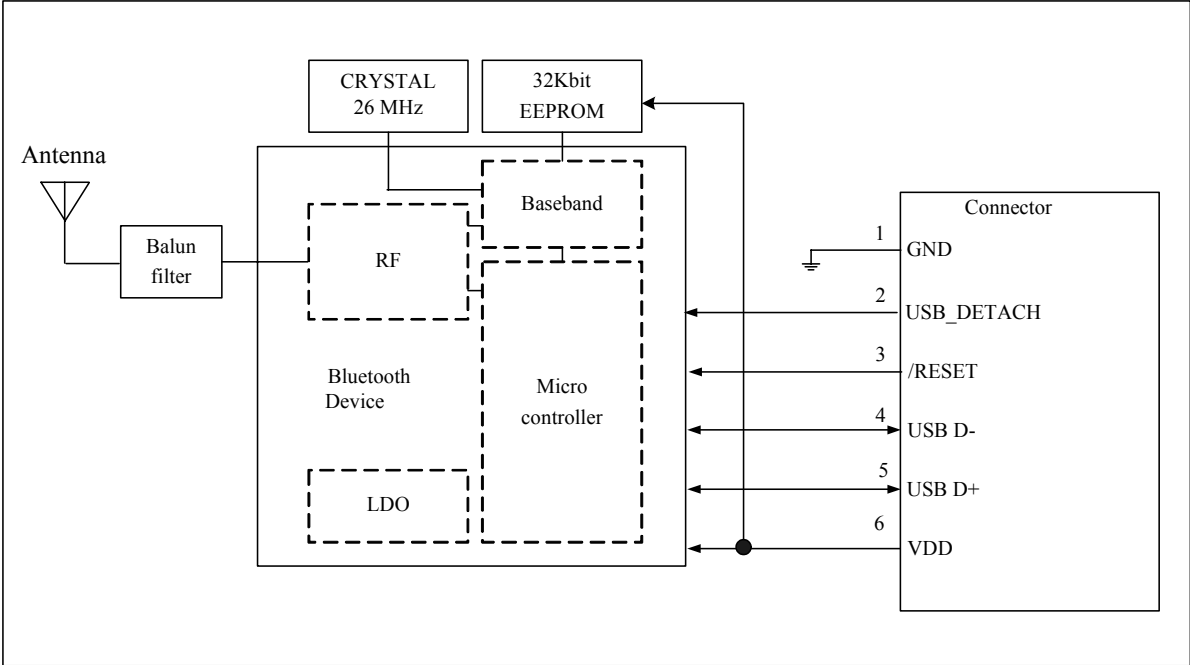 CRYSTAL
26 MHz
32Kbit
EEPROM
Antenna
Balun
filter
RF
Baseband
Bluetooth
Device
Micro
controller
LDO
Connector
1
GND
2
USB_DETACH
3
/RESET
4
USB D-
5
USB D+
6
VDD